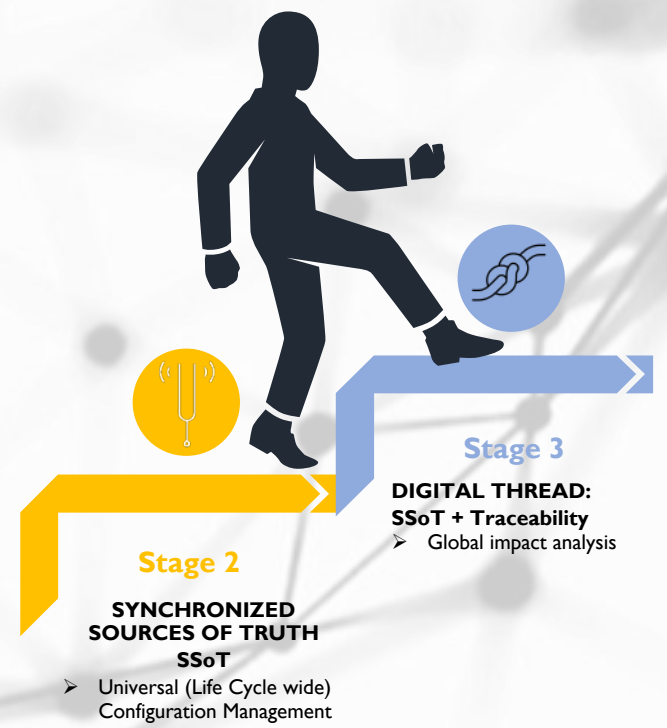 Stage 2
SYNCHRONIZED
SOURCES OF TRUTH
SSoT
➢ Universal (Life Cycle wide)
Configuration Management
Stage 3
DIGITAL THREAD:
SSoT + Traceability
➢ Global impact analysis